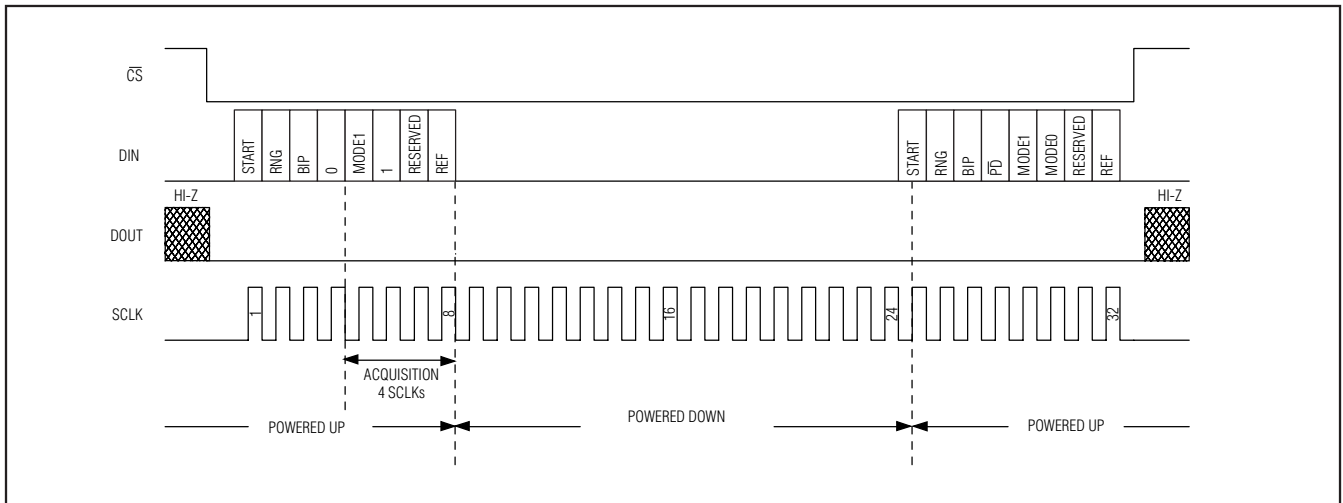 CS
DIN
START
RNG
BIP
0
MODE1
1
RESERVED
REF
START
RNG
BIP
PD
MODE1
MODE0
RESERVED
REF
HI-Z
HI-Z
DOUT
SCLK
1
8
16
24
32
ACQUISITION
4 SCLKs
POWERED UP
POWERED DOWN
POWERED UP